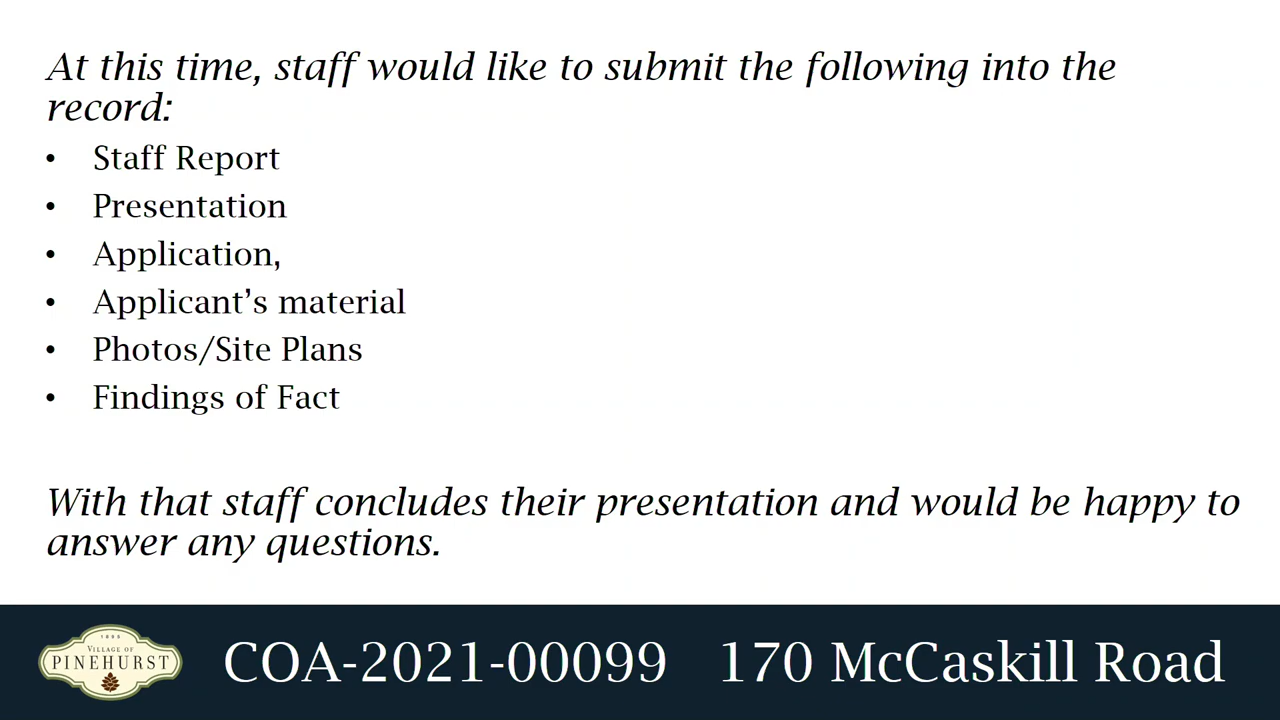 At this time, staff would like to submit the following into the
record:
• Staff Report
• Presentation
• Application,
• Applicant's material
• Photos/Site Plans
• Findings of Fact
With that staff concludes their presentation and would be happy to
answer any questions.
1895
VILLAGE OF
PINEHURST
COA-2021-00099 170 McCaskill Road